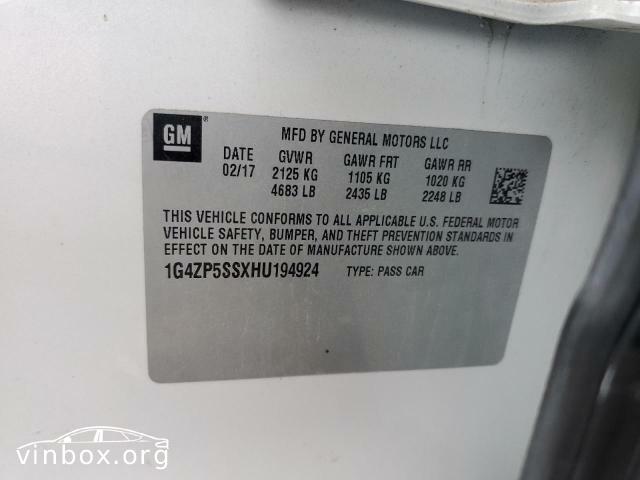 GM ®
MFD BY GENERAL MOTORS LLC
DATE GVWR GAWR FRT GAWR RR
02/17 2125 KG 1105 KG 1020 KG
4683 LB 2435 LB 2248 LB
THIS VEHICLE CONFORMS TO ALL APPLICABLE U.S. FEDERAL MOTOR
VEHICLE SAFETY, BUMPER, AND THEFT PREVENTION STANDARDS IN
EFFECT ON THE DATE OF MANUFACTURE SHOWN ABOVE.
1G4ZP5SSXHU194924 TYPE: PASS CAR
vinbox.org